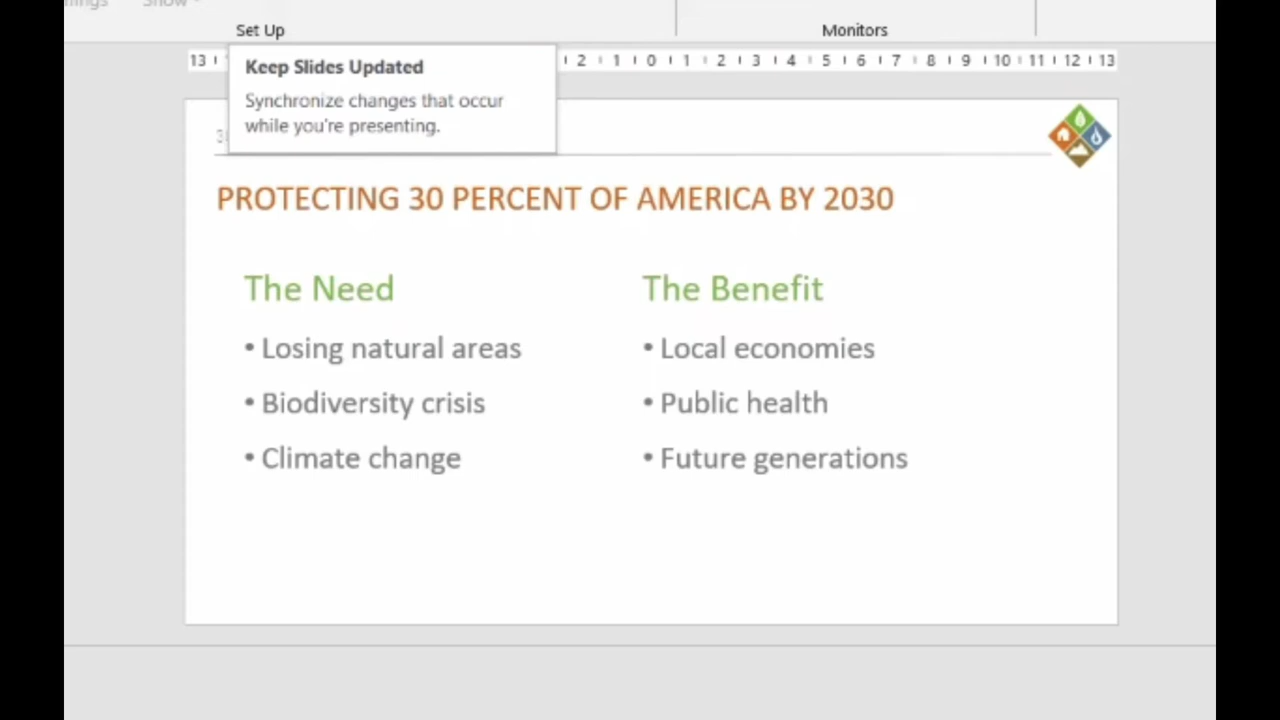 Set Up
Monitors
13
2 1 0 1 2 3 4 5 6 7 8 9 10 11 12 13
Keep Slides Updated
Synchronize changes that occur
while you're presenting.
PROTECTING 30 PERCENT OF AMERICA BY 2030
The Need
• Losing natural areas
• Biodiversity crisis
• Climate change
The Benefit
• Local economies
• Public health
• Future generations